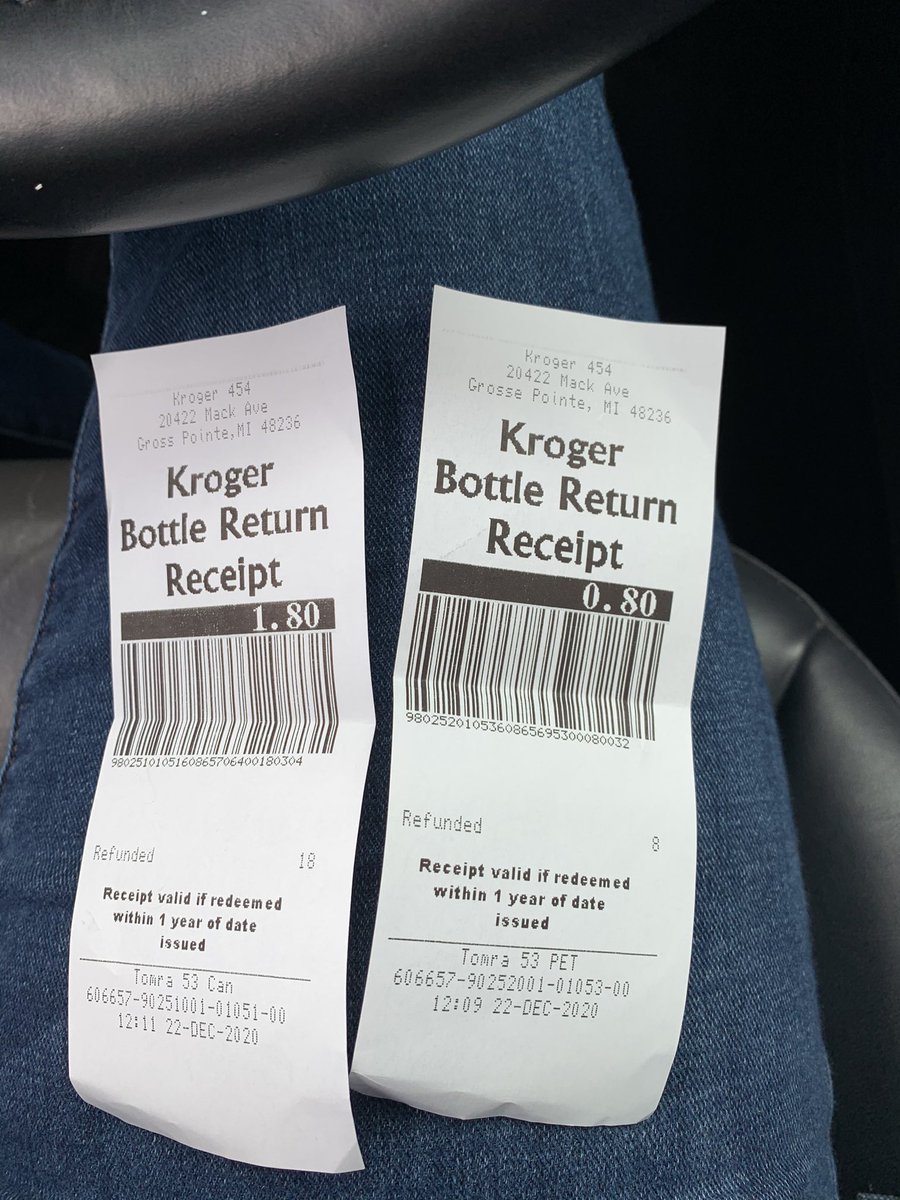 Kroger 454
20422 Mack Ave
Gross Pointe,MI 48236
Kroger
Bottle Return
Receipt
1.80
9802510105160865706400180304
Refunded 18
Receipt valid if redeemed
within 1 year of date
issued
Tomra 53 Can
606657-90251001-01051-00
12:11 22-DEC-2020
Kroger 454
20422 Mack Ave
Grosse Pointe, MI 48236
Kroger
Bottle Return
Receipt
0.80
9802520105360865695300080032
Refunded 8
Receipt valid if redeemed
within 1 year of date
issued
Tomra 53 PET
606657-90252001-01053-00
12:09 22-DEC-2020